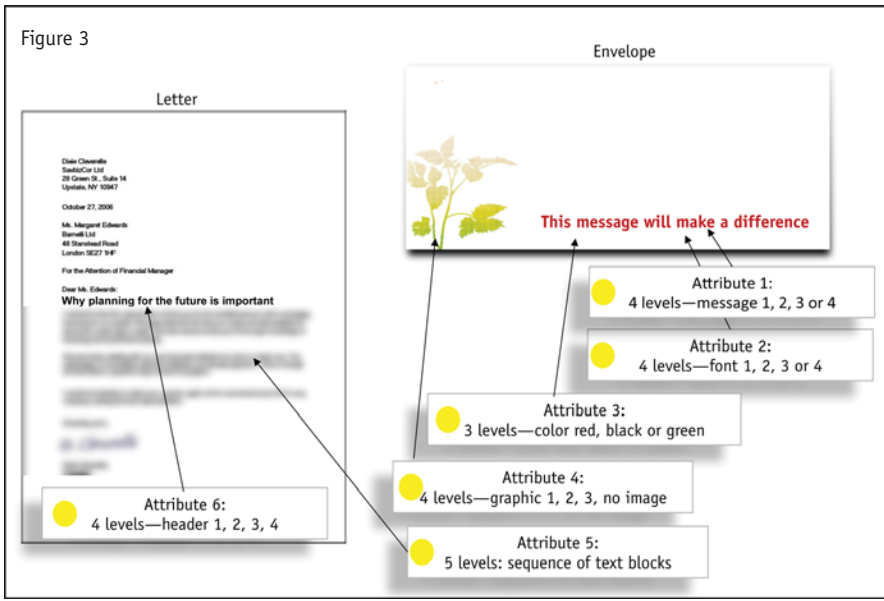 Figure 3
Letter
Dixie Claverelle
SavbizCor Ltd
28 Green St., Suite 14
Upstate, NY 10947
October 27, 2006
Ms. Margaret Edwards
Barnelli Ltd
48 Stanstead Road
London SE27 1HF
For the Attention of Financial Manager
Dear Ms. Edwards:
Why planning for the future is important
Attribute 6:
4 levels—header 1, 2, 3, 4
Envelope
This message will make a difference
Attribute 1:
4 levels—message 1, 2, 3 or 4
Attribute 2:
4 levels—font 1, 2, 3 or 4
Attribute 3:
3 levels—color red, black or green
Attribute 4:
4 levels—graphic 1, 2, 3, no image
Attribute 5:
5 levels: sequence of text blocks